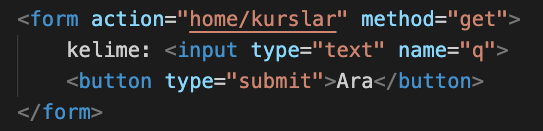 <form action="home/kurslar" method="get">
kelime: <input type="text" name="q">
<button type="submit">Ara</button>
</form>